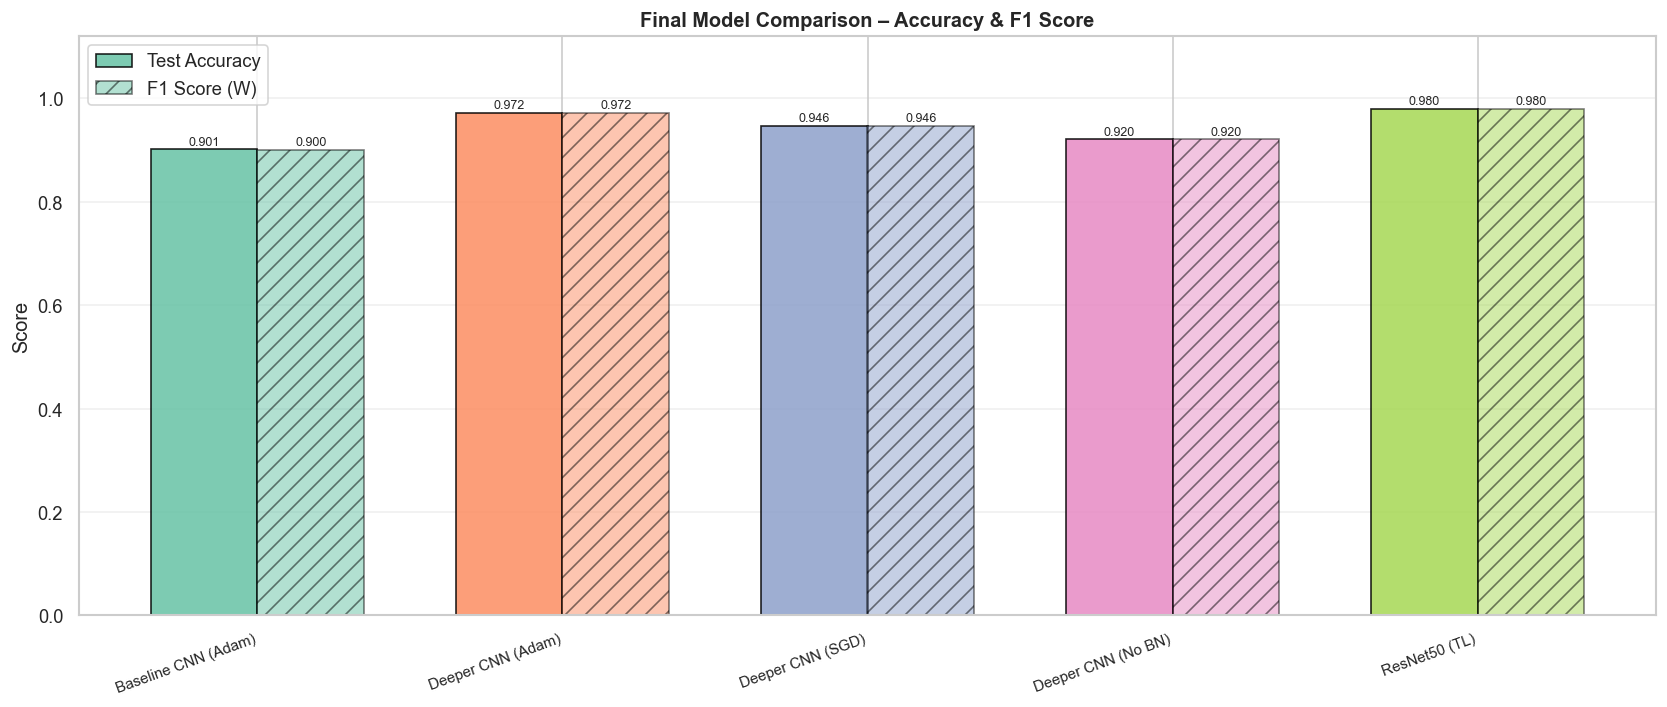 Final Model Comparison – Accuracy & F1 Score
Test Accuracy
F1 Score (W)
Score
1.0
0.8
0.6
0.4
0.2
0.0
0.901
0.900
0.972
0.972
0.946
0.946
0.920
0.920
0.980
0.980
Baseline CNN (Adam)
Deeper CNN (Adam)
Deeper CNN (SGD)
Deeper CNN (No BN)
ResNet50 (TL)